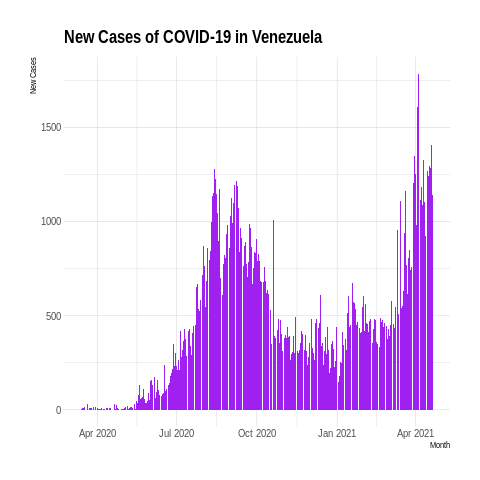 New Cases of COVID-19 in Venezuela
New Cases
1500
1000
500
0
Apr 2020 Jul 2020 Oct 2020 Jan 2021 Apr 2021
Month